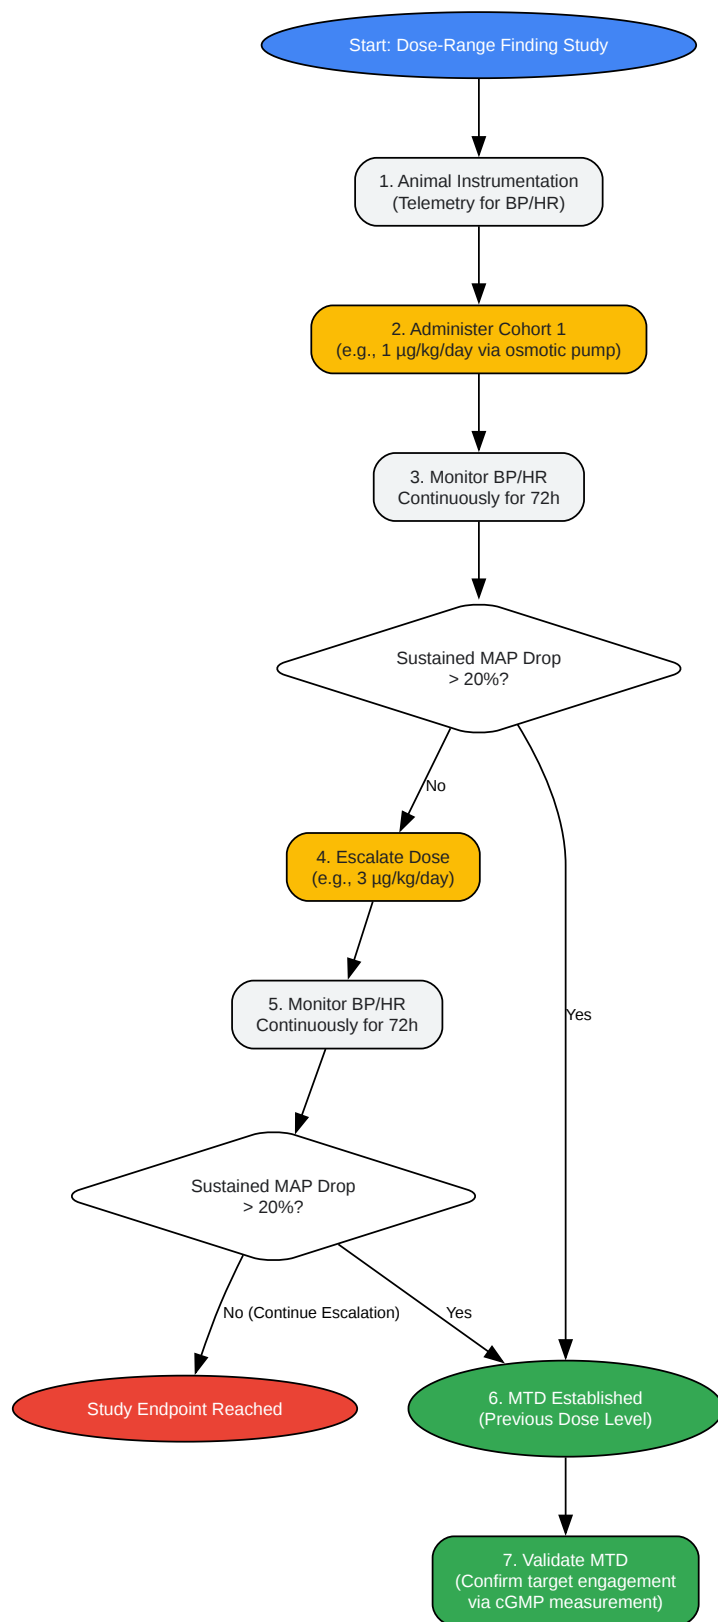 Start: Dose-Range Finding Study
1. Animal Instrumentation
(Telemetry for BP/HR)
2. Administer Cohort 1
(e.g., 1 µg/kg/day via osmotic pump)
3. Monitor BP/HR
Continuously for 72h
Sustained MAP Drop
> 20%?
No
4. Escalate Dose
(e.g., 3 µg/kg/day)
5. Monitor BP/HR
Continuously for 72h
Yes
Sustained MAP Drop
> 20%?
No (Continue Escalation)
Yes
Study Endpoint Reached
6. MTD Established
(Previous Dose Level)
7. Validate MTD
(Confirm target engagement
via cGMP measurement)